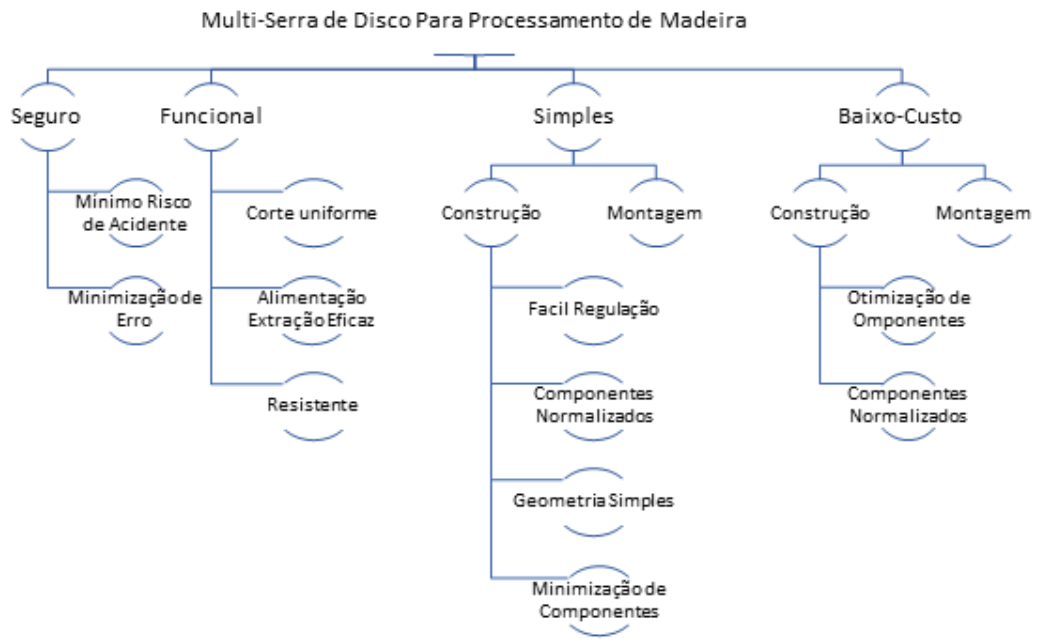 Multi-Serra de Disco Para Processamento de Madeira
Seguro
Funcional
Simples
Baixo-Custo
Mínimo Risco
de Acidente
Minimização de
Erro
Corte uniforme
Alimentação
Extração Eficaz
Resistente
Construção
Montagem
Facil Regulação
Componentes
Normalizados
Geometria Simples
Minimização de
Componentes
Construção
Montagem
Otimização de
Omponentes
Componentes
Normalizados